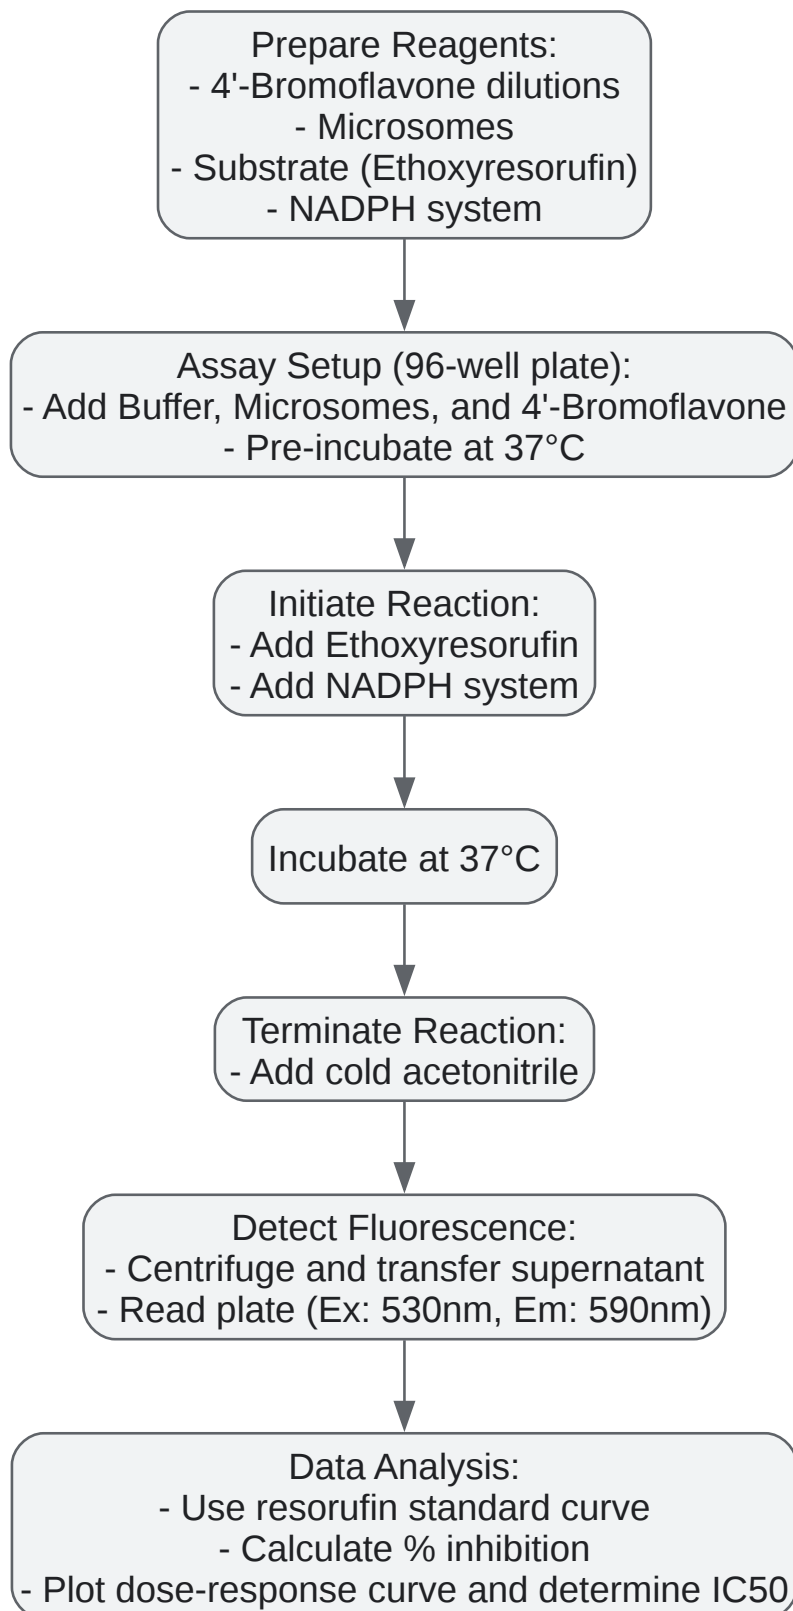 Prepare Reagents:
- 4'-Bromoflavone dilutions
- Microsomes
- Substrate (Ethoxyresorufin)
- NADPH system
Assay Setup (96-well plate):
- Add Buffer, Microsomes, and 4'-Bromoflavone
- Pre-incubate at 37°C
Initiate Reaction:
- Add Ethoxyresorufin
- Add NADPH system
Incubate at 37°C
Terminate Reaction:
- Add cold acetonitrile
Detect Fluorescence:
- Centrifuge and transfer supernatant
- Read plate (Ex: 530nm, Em: 590nm)
Data Analysis:
- Use resorufin standard curve
- Calculate % inhibition
- Plot dose-response curve and determine IC50